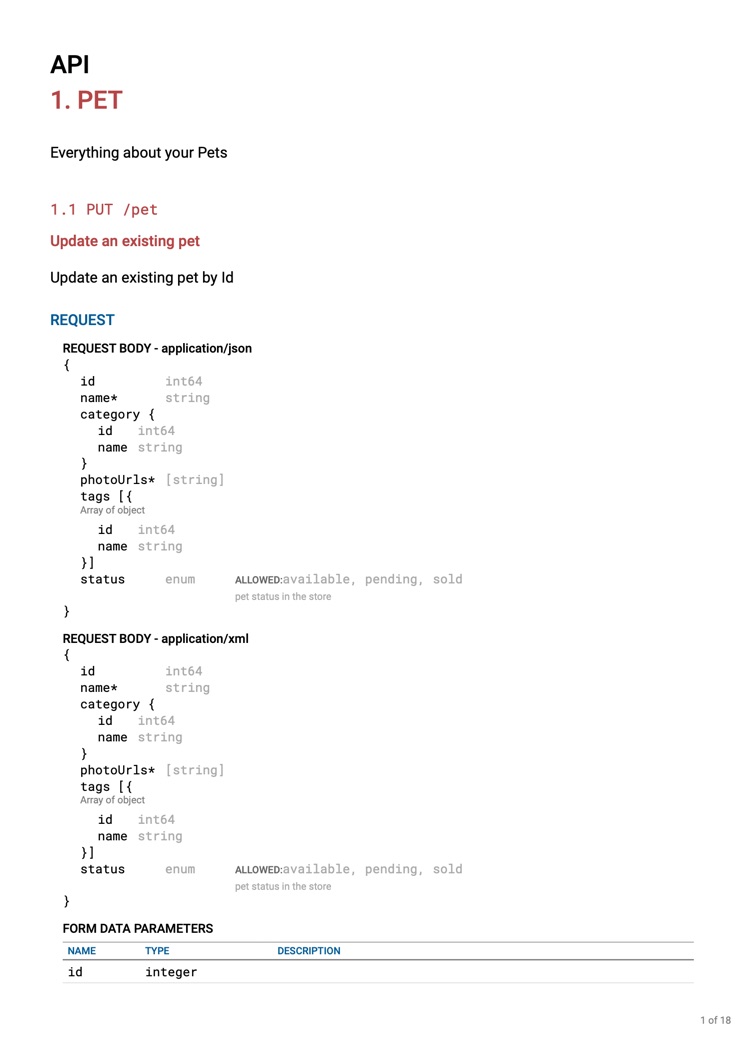 API
1. PET
Everything about your Pets
1.1 PUT /pet
Update an existing pet
Update an existing pet by Id
REQUEST
REQUEST BODY - application/json
{
id int64
name* string
category {
id int64
name string
}
photoUrls* [string]
tags [{
Array of object
id int64
name string
}]
status enum ALLOWED:available, pending, sold
pet status in the store
}
REQUEST BODY - application/xml
{
id int64
name* string
category {
id int64
name string
}
photoUrls* [string]
tags [{
Array of object
id int64
name string
}]
status enum ALLOWED:available, pending, sold
pet status in the store
}
FORM DATA PARAMETERS
NAME TYPE DESCRIPTION
id integer
1 of 18